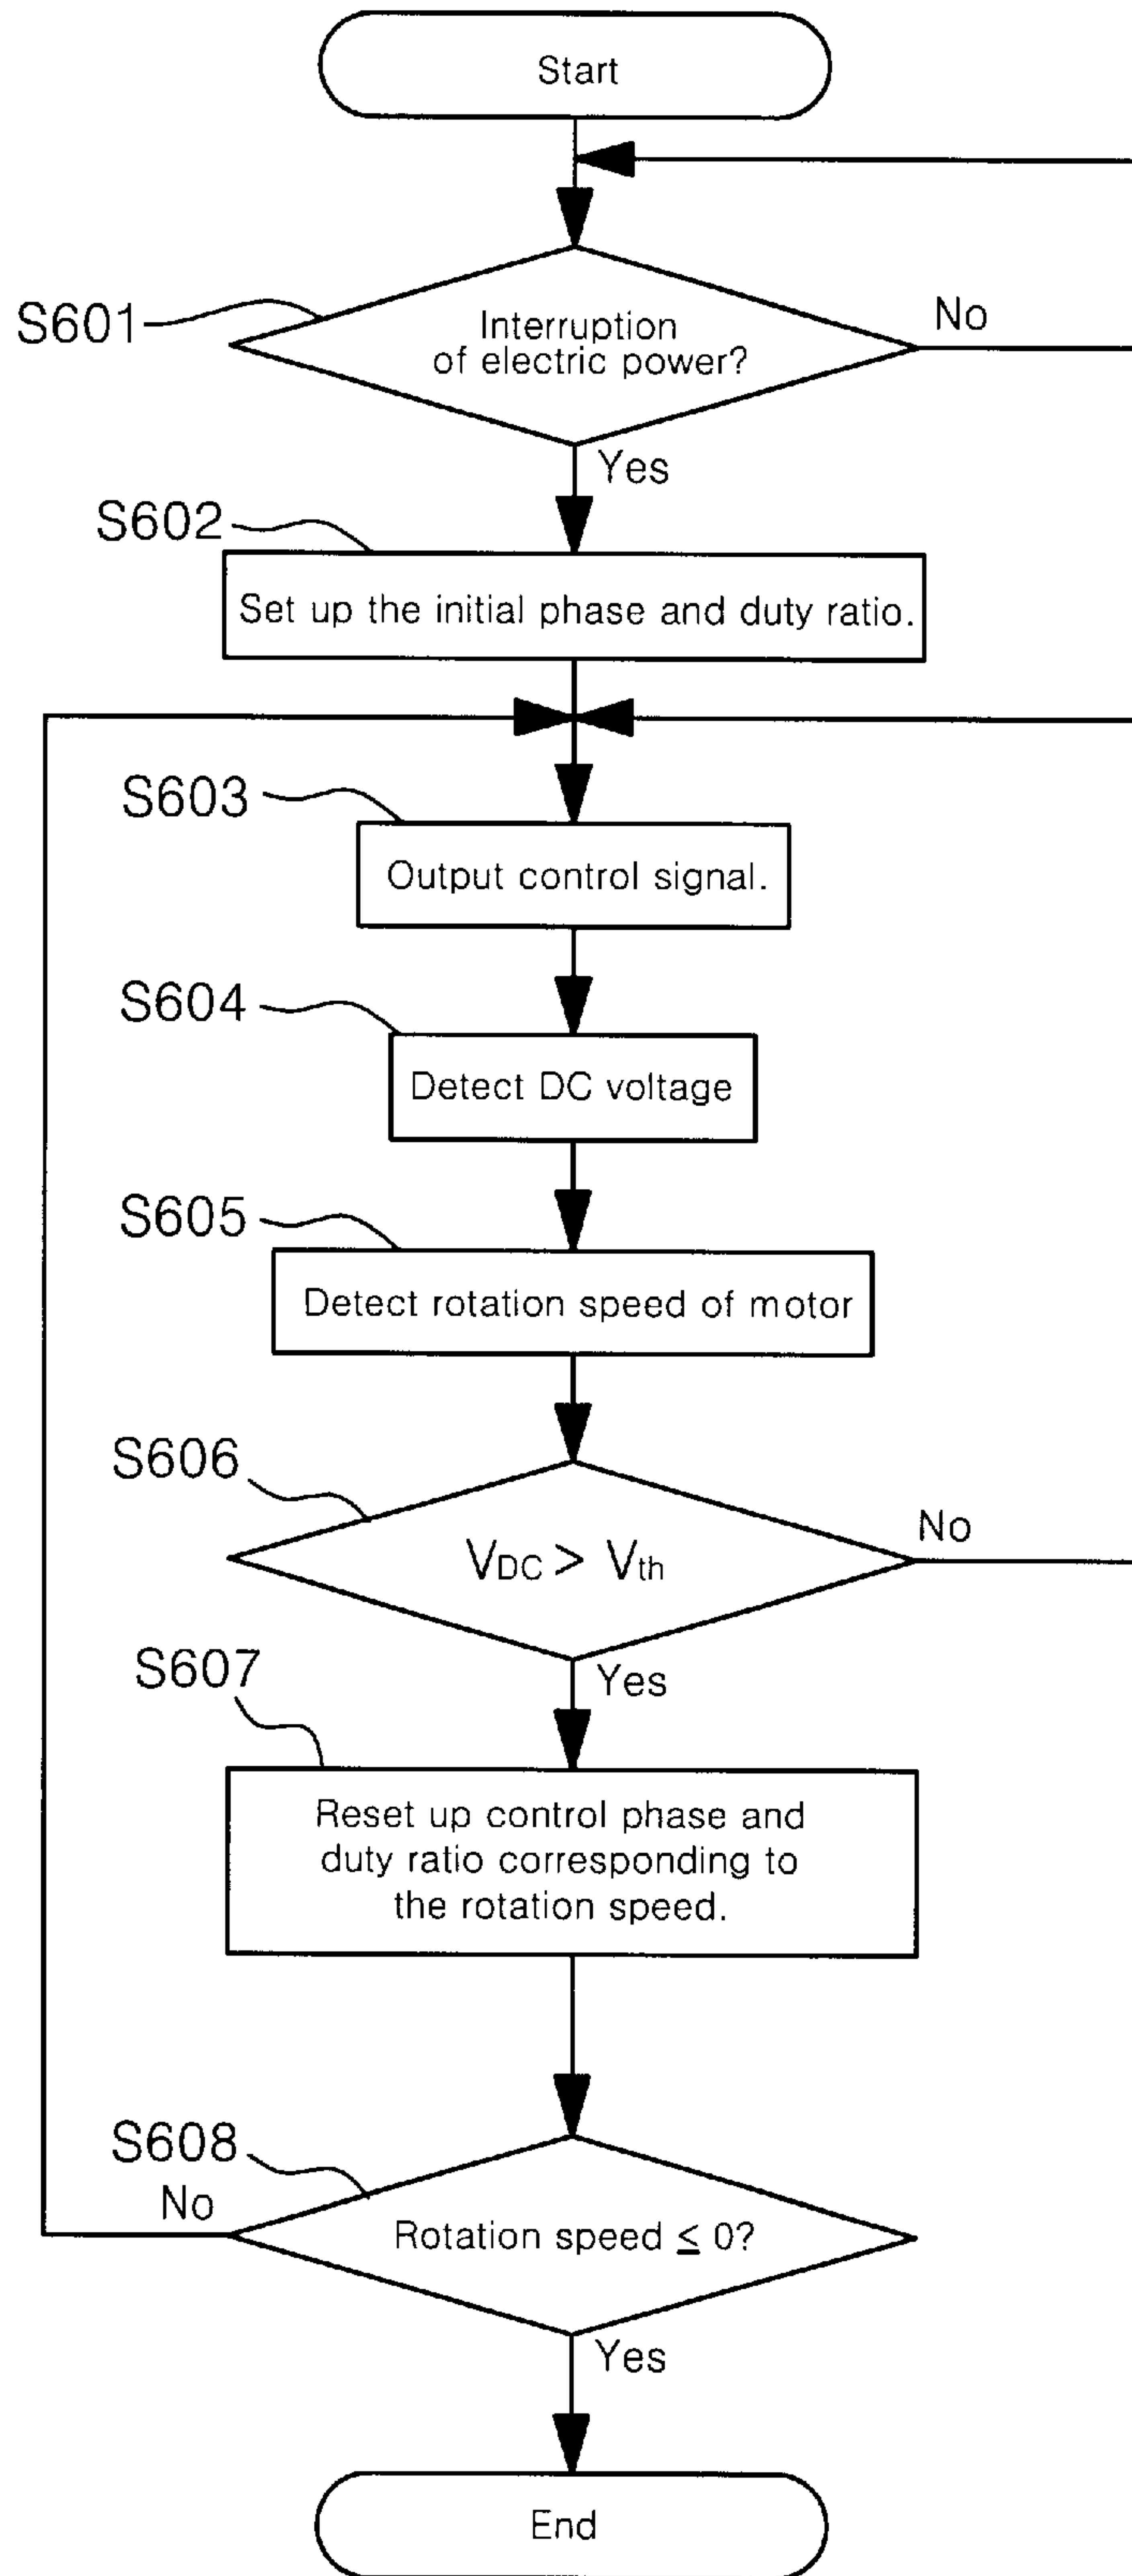 Start
S601
Interruption
of electric power?
No
Yes
S602
Set up the initial phase and duty ratio.
S603
Output control signal.
S604
Detect DC voltage
S605
Detect rotation speed of motor
S606
VDC > Vth
No
Yes
S607
Reset up control phase and
duty ratio corresponding to
the rotation speed.
S608
No
Rotation speed ≤ 0?
Yes
End